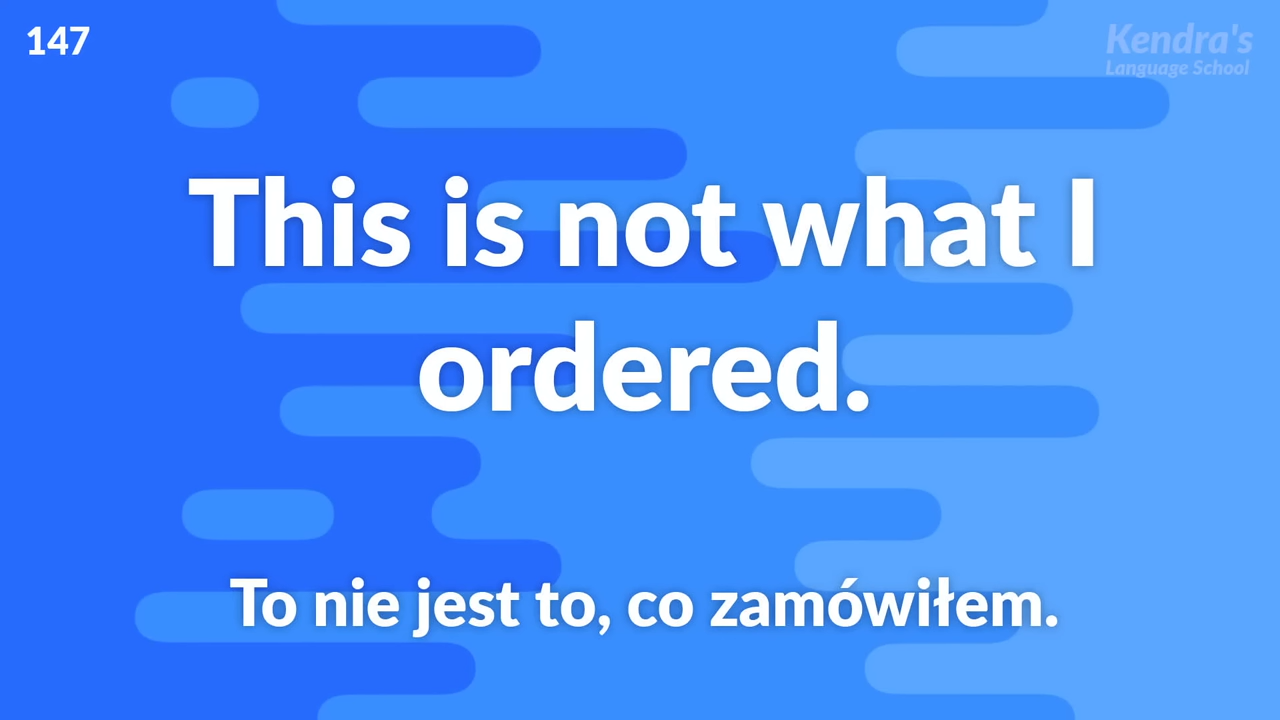 147
Kendra's
Language School
This is not what I
ordered.
To nie jest to, co zamówiłem.